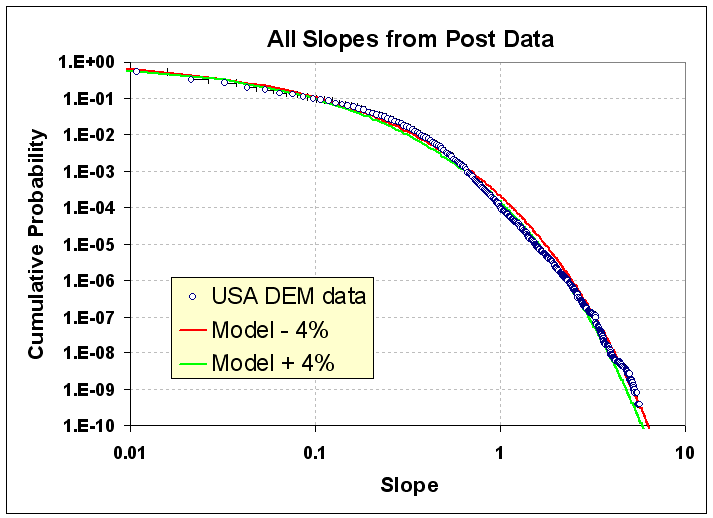 All Slopes from Post Data
Cumulative Probability
1.E+00
1.E-01
1.E-02
1.E-03
1.E-04
1.E-05
1.E-06
1.E-07
1.E-08
1.E-09
1.E-10
USA DEM data
Model - 4%
Model + 4%
0.01 0.1 1 10
Slope